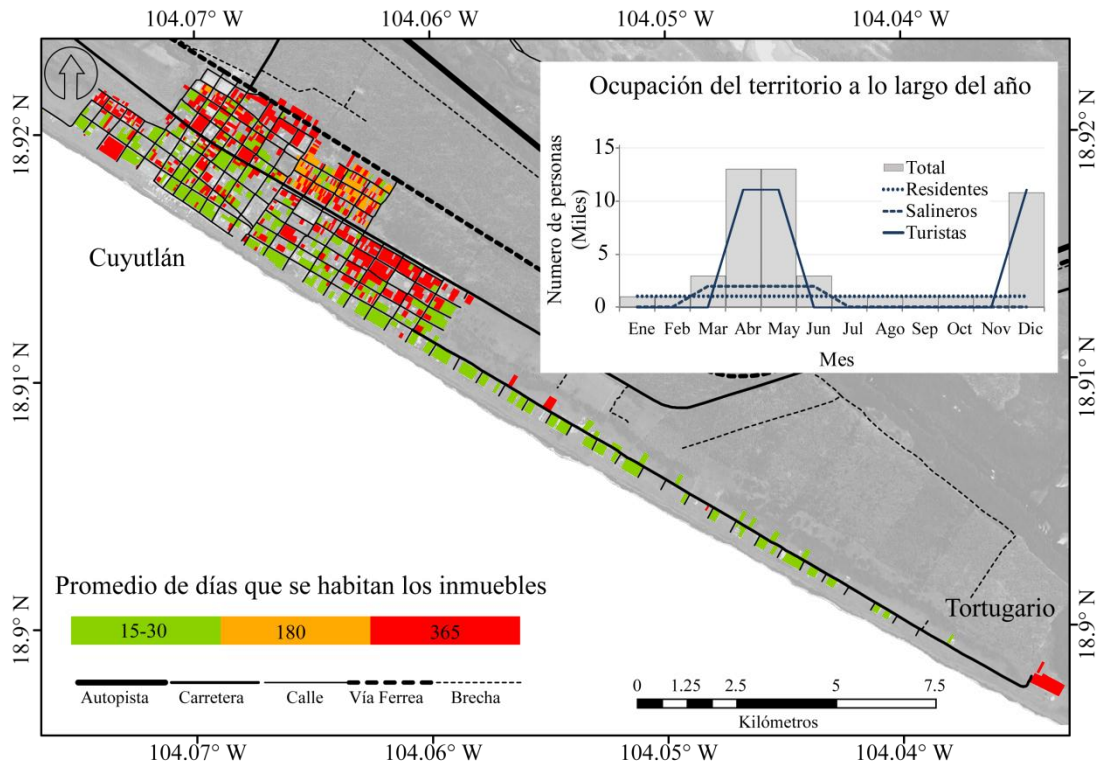 104.07° W 104.06° W 104.05° W 104.04° W
18.92° N
18.92° N
Ocupación del territorio a lo largo del año
Numero de personas
(Miles)
15
10
5
0
Total
Residentes
Salineros
Turistas
Ene Feb Mar Abr May Jun Jul Ago Sep Oct Nov Dic
Mes
Cuyutlán
18.91° N
18.91° N
Promedio de días que se habitan los inmuebles
15-30 180 365
Autopista Carretera Calle Vía Ferrea Brecha
Tortugario
18.9° N
18.9° N
0 1.25 2.5 5 7.5
Kilómetros
104.07° W 104.06° W 104.05° W 104.04° W